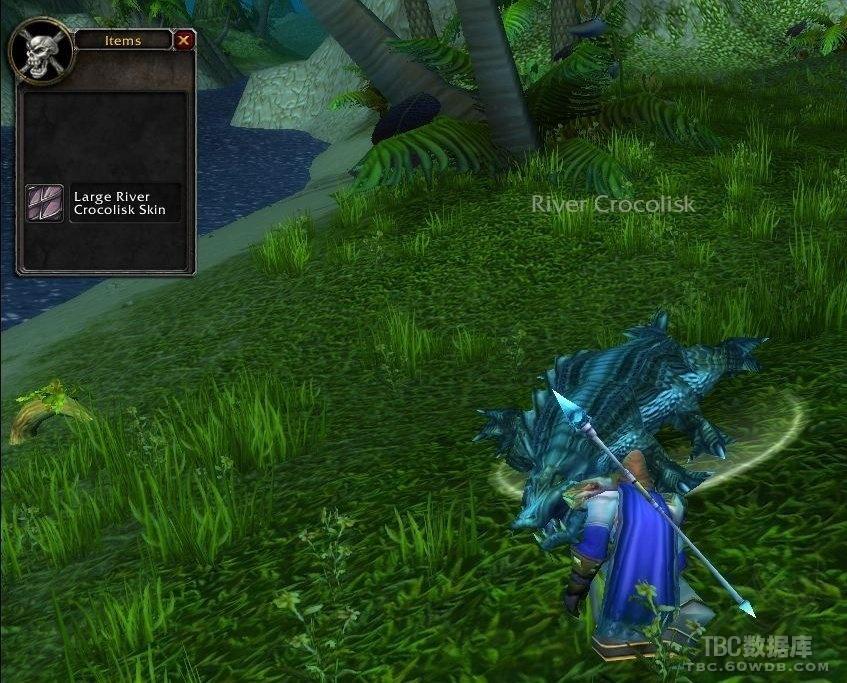 Items
Large River
Crocolisk Skin
River Crocolisk
TBC数据库
TBC.60WDB.COM